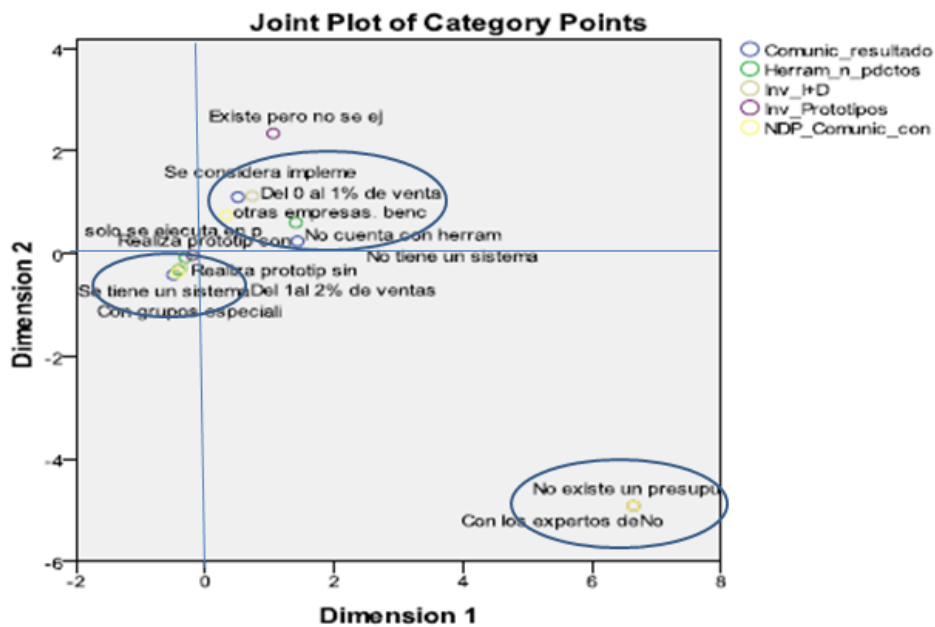 Joint Plot of Category Points
4
2
0
-2
-4
-6
-2
0
2
4
6
8
Dimension 2
Dimension 1
Existe pero no se ej
Se considera impleme
Del 0 al 1% de venta
otras empresas. benc
solo se ejecuta en p
Realiza prototip son
No cuenta con herram
No tiene un sistema
Realiza prototip sin
Se tiene un sistema
Del 1al 2% de ventas
Con grupos especiali
No existe un presupu
Con los expertos deNo
Comunic_resultado
Herram_n_pdctos
Inv_I+D
Inv_Prototipos
NDP_Comunic_con